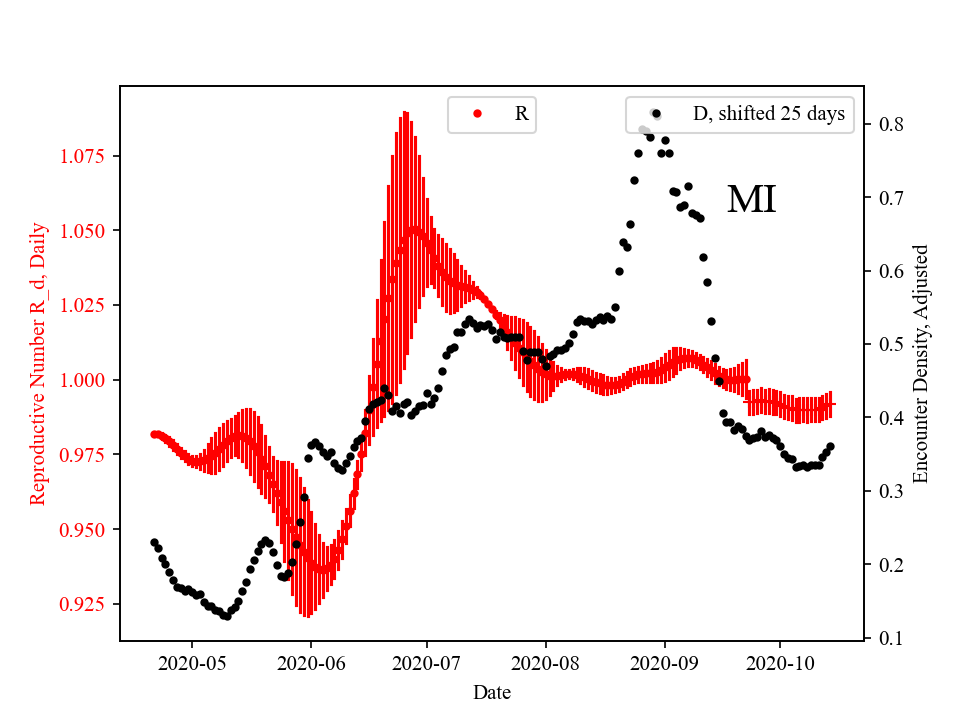 R
D, shifted 25 days
MI
Reproductive Number R_d, Daily
1.075
1.050
1.025
1.000
0.975
0.950
0.925
0.8
0.7
0.6
0.5
0.4
0.3
0.2
0.1
Encounter Density, Adjusted
2020-05 2020-06 2020-07 2020-08 2020-09 2020-10
Date